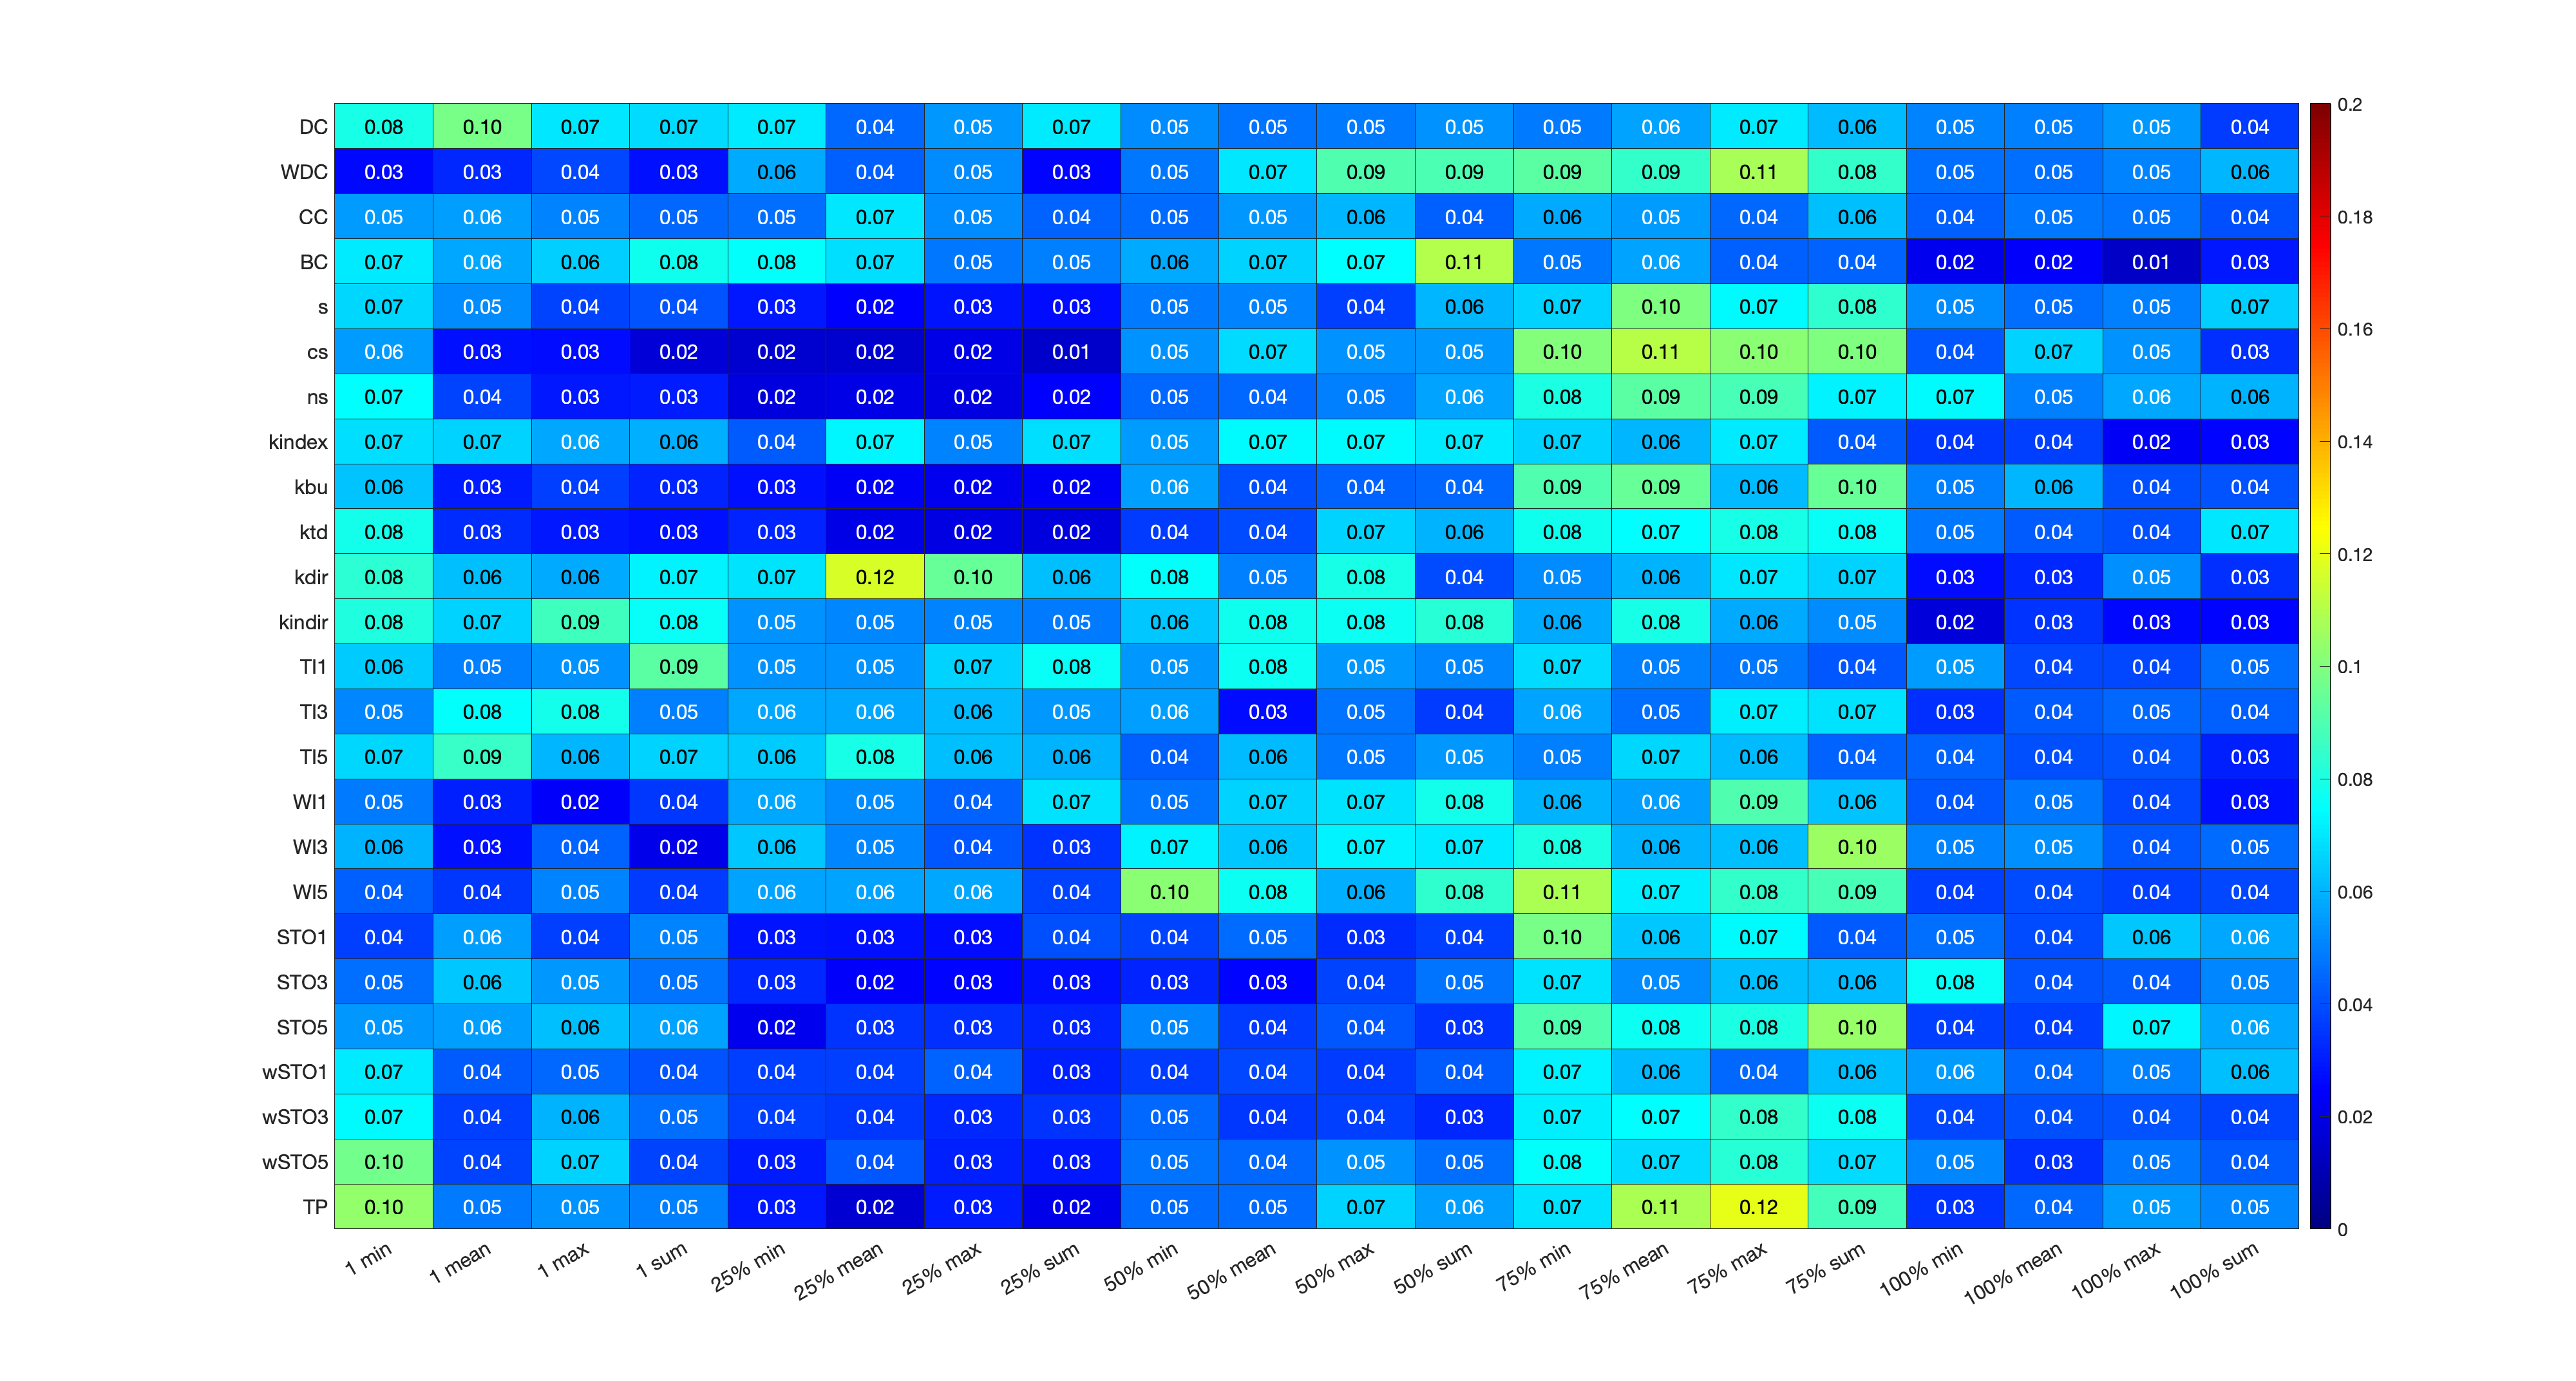 DC 0.08 0.10 0.07 0.07 0.07 0.04 0.05 0.07 0.05 0.05 0.05 0.05 0.05 0.06 0.07 0.06 0.05 0.05 0.05 0.04
WDC 0.03 0.03 0.04 0.03 0.06 0.04 0.05 0.03 0.05 0.07 0.09 0.09 0.09 0.09 0.11 0.08 0.05 0.05 0.05 0.06
CC 0.05 0.06 0.05 0.05 0.05 0.07 0.05 0.04 0.05 0.05 0.06 0.04 0.06 0.05 0.04 0.06 0.04 0.05 0.05 0.04
BC 0.07 0.06 0.06 0.08 0.08 0.07 0.05 0.05 0.06 0.07 0.07 0.11 0.05 0.06 0.04 0.04 0.02 0.02 0.01 0.03
s 0.07 0.05 0.04 0.04 0.03 0.02 0.03 0.03 0.05 0.05 0.04 0.06 0.07 0.10 0.07 0.08 0.05 0.05 0.05 0.07
cs 0.06 0.03 0.03 0.02 0.02 0.02 0.02 0.01 0.05 0.07 0.05 0.05 0.10 0.11 0.10 0.10 0.04 0.07 0.05 0.03
ns 0.07 0.04 0.03 0.03 0.02 0.02 0.02 0.02 0.05 0.04 0.05 0.06 0.08 0.09 0.09 0.07 0.07 0.05 0.06 0.06
kindex 0.07 0.07 0.06 0.06 0.04 0.07 0.05 0.07 0.05 0.07 0.07 0.07 0.07 0.06 0.07 0.04 0.04 0.04 0.02 0.03
kbu 0.06 0.03 0.04 0.03 0.03 0.02 0.02 0.02 0.06 0.04 0.04 0.04 0.09 0.09 0.06 0.10 0.05 0.06 0.04 0.04
ktd 0.08 0.03 0.03 0.03 0.03 0.02 0.02 0.02 0.04 0.04 0.07 0.06 0.08 0.07 0.08 0.08 0.05 0.04 0.04 0.07
kdir 0.08 0.06 0.06 0.07 0.07 0.12 0.10 0.06 0.08 0.05 0.08 0.04 0.05 0.06 0.07 0.07 0.03 0.03 0.05 0.03
kindir 0.08 0.07 0.09 0.08 0.05 0.05 0.05 0.05 0.06 0.08 0.08 0.08 0.06 0.08 0.06 0.05 0.02 0.03 0.03 0.03
TI1 0.06 0.05 0.05 0.09 0.05 0.05 0.07 0.08 0.05 0.08 0.05 0.05 0.07 0.05 0.05 0.04 0.05 0.04 0.04 0.05
TI3 0.05 0.08 0.08 0.05 0.06 0.06 0.06 0.05 0.06 0.03 0.05 0.04 0.06 0.05 0.07 0.07 0.03 0.04 0.05 0.04
TI5 0.07 0.09 0.06 0.07 0.06 0.08 0.06 0.06 0.04 0.06 0.05 0.05 0.05 0.07 0.06 0.04 0.04 0.04 0.04 0.03
WI1 0.05 0.03 0.02 0.04 0.06 0.05 0.04 0.07 0.05 0.07 0.07 0.08 0.06 0.06 0.09 0.06 0.04 0.05 0.04 0.03
WI3 0.06 0.03 0.04 0.02 0.06 0.05 0.04 0.03 0.07 0.06 0.07 0.07 0.08 0.06 0.06 0.10 0.05 0.05 0.04 0.05
WI5 0.04 0.04 0.05 0.04 0.06 0.06 0.06 0.04 0.10 0.08 0.06 0.08 0.11 0.07 0.08 0.09 0.04 0.04 0.04 0.04
STO1 0.04 0.06 0.04 0.05 0.03 0.03 0.03 0.04 0.04 0.05 0.03 0.04 0.10 0.06 0.07 0.04 0.05 0.04 0.06 0.06
STO3 0.05 0.06 0.05 0.05 0.03 0.02 0.03 0.03 0.03 0.03 0.04 0.05 0.07 0.05 0.06 0.06 0.08 0.04 0.04 0.05
STO5 0.05 0.06 0.06 0.06 0.02 0.03 0.03 0.03 0.05 0.04 0.04 0.03 0.09 0.08 0.08 0.10 0.04 0.04 0.07 0.06
wSTO1 0.07 0.04 0.05 0.04 0.04 0.04 0.04 0.03 0.04 0.04 0.04 0.04 0.07 0.06 0.04 0.06 0.06 0.04 0.05 0.06
wSTO3 0.07 0.04 0.06 0.05 0.04 0.04 0.03 0.03 0.05 0.04 0.04 0.03 0.07 0.07 0.08 0.08 0.04 0.04 0.04 0.04
wSTO5 0.10 0.04 0.07 0.04 0.03 0.04 0.03 0.03 0.05 0.04 0.05 0.05 0.08 0.07 0.08 0.07 0.05 0.03 0.05 0.04
TP 0.10 0.05 0.05 0.05 0.03 0.02 0.03 0.02 0.05 0.05 0.07 0.06 0.07 0.11 0.12 0.09 0.03 0.04 0.05 0.05
1 min 1 mean 1 max 1 sum 25% min 25% mean 25% max 25% sum 50% min 50% mean 50% max 50% sum 75% min 75% mean 75% max 75% sum 100% min 100% mean 100% max 100% sum
0.2
0.18
0.16
0.14
0.12
0.1
0.08
0.06
0.04
0.02
0